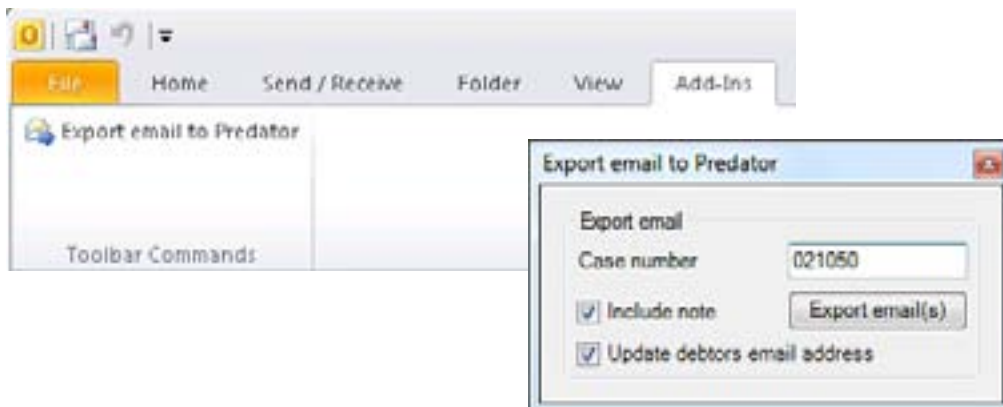 File Home Send / Receive Folder View Add-Ins
Export email to Predator
Toolbar Commands
Export email to Predator
Export email
Case number 021050
Include note Export email(s)
Update debtors email address